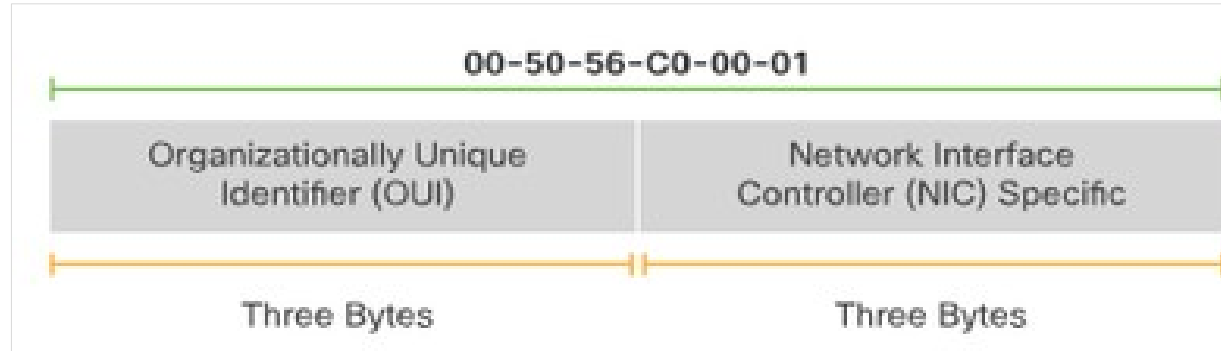 00-50-56-C0-00-01
Organizationally Unique
Identifier (OUI)
Network Interface
Controller (NIC) Specific
Three Bytes
Three Bytes